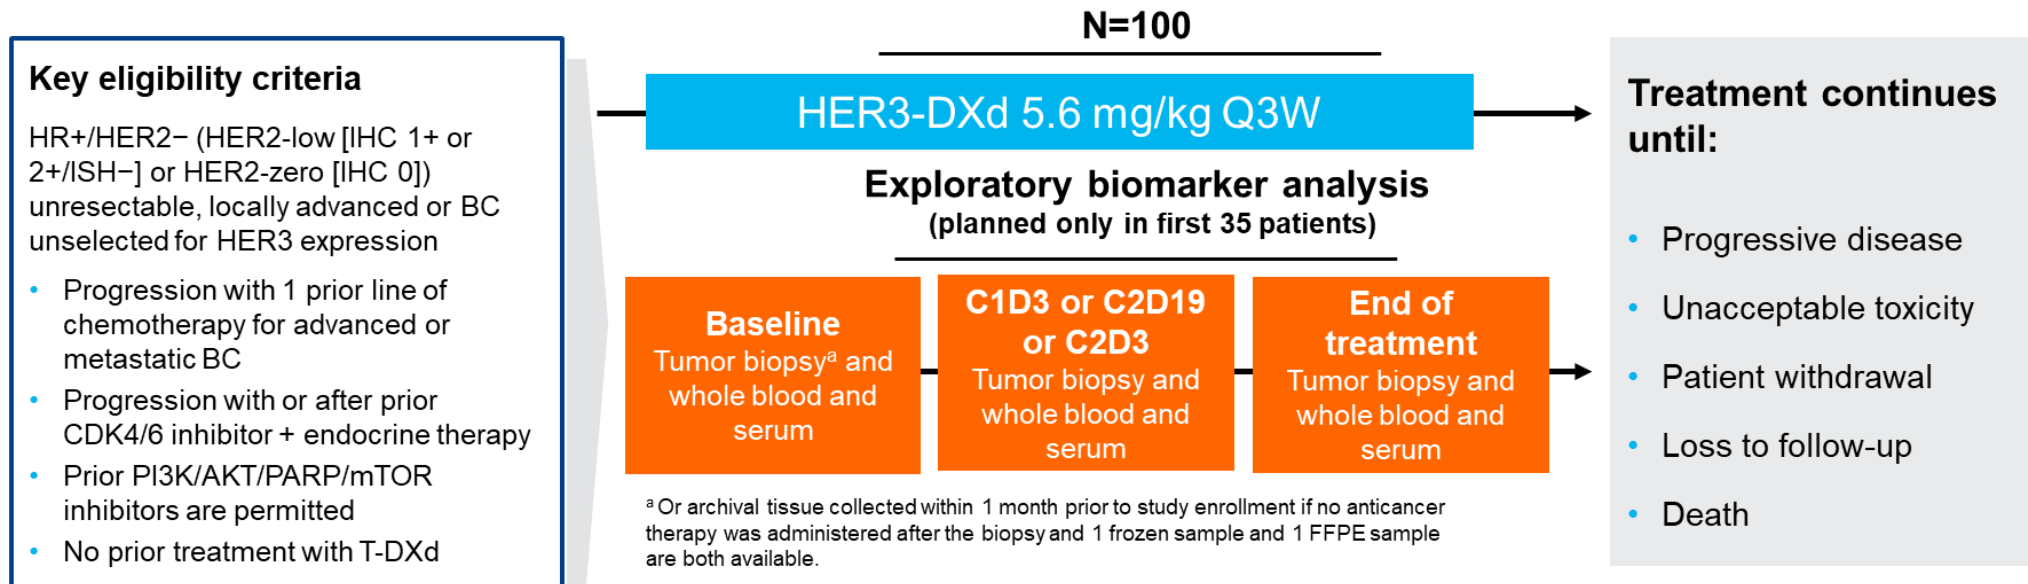 Key eligibility criteria
HR+/HER2− (HER2-low [IHC 1+ or
2+/ISH−] or HER2-zero [IHC 0])
unresectable, locally advanced or BC
unselected for HER3 expression
• Progression with 1 prior line of
chemotherapy for advanced or
metastatic BC
• Progression with or after prior
CDK4/6 inhibitor + endocrine therapy
• Prior PI3K/AKT/PARP/mTOR
inhibitors are permitted
• No prior treatment with T-DXd
N=100
HER3-DXd 5.6 mg/kg Q3W
Exploratory biomarker analysis
(planned only in first 35 patients)
Baseline
Tumor biopsyᵃ and
whole blood and
serum
C1D3 or C2D19
or C2D3
Tumor biopsy and
whole blood and
serum
End of
treatment
Tumor biopsy and
whole blood and
serum
ᵃ Or archival tissue collected within 1 month prior to study enrollment if no anticancer
therapy was administered after the biopsy and 1 frozen sample and 1 FFPE sample
are both available.
Treatment continues
until:
• Progressive disease
• Unacceptable toxicity
• Patient withdrawal
• Loss to follow-up
• Death